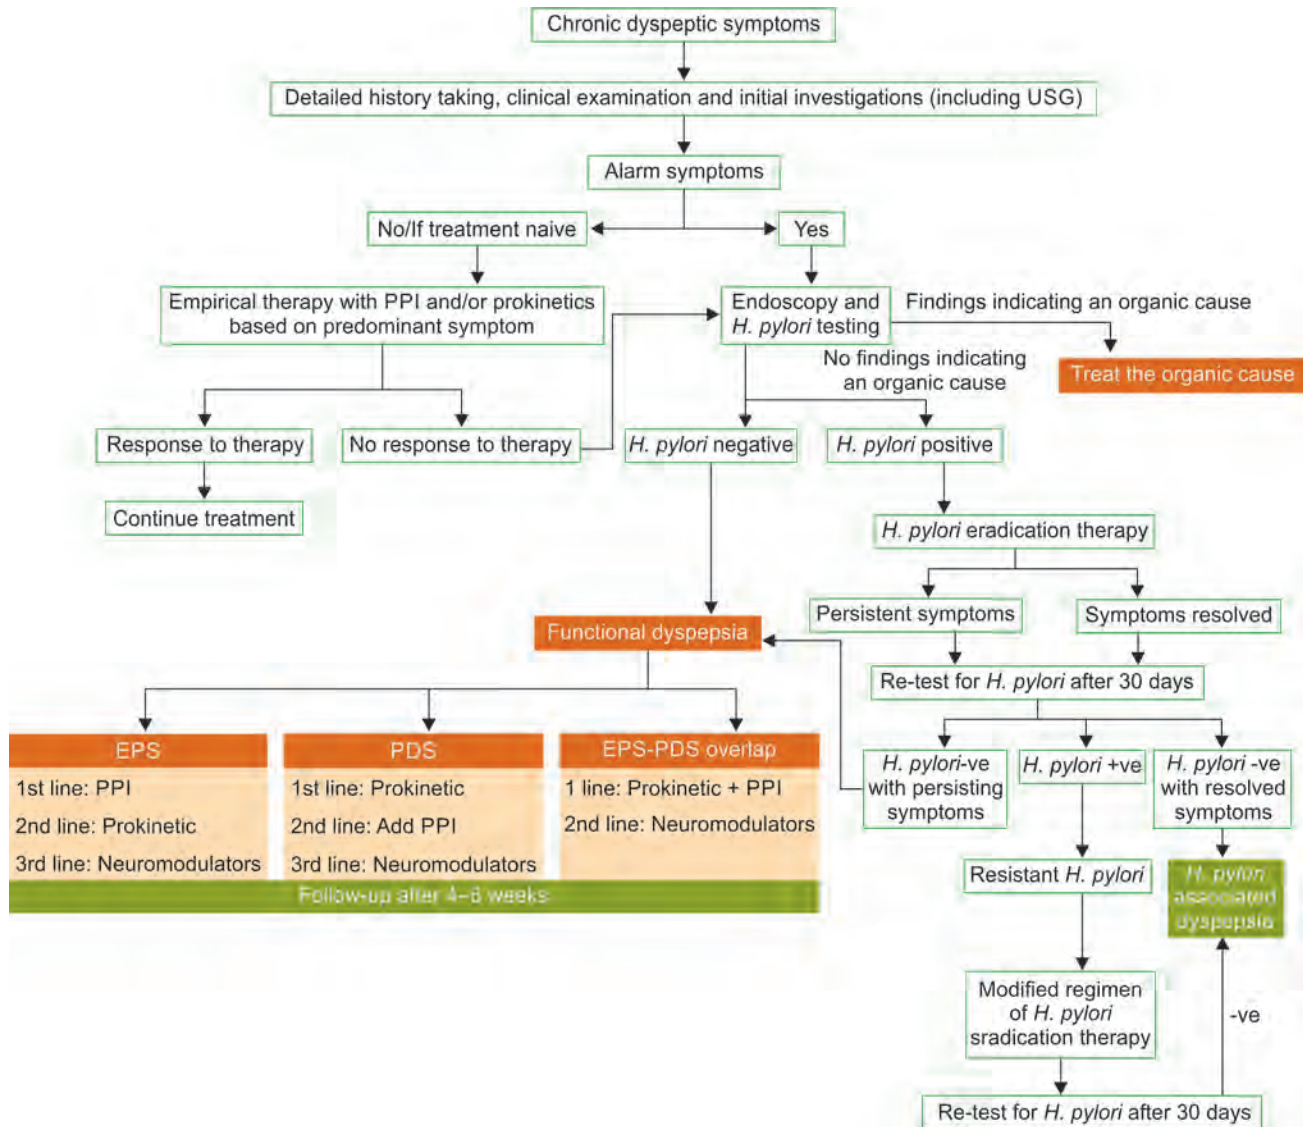 Chronic dyspeptic symptoms
Detailed history taking, clinical examination and initial investigations (including USG)
Alarm symptoms
No/If treatment naive
Yes
Empirical therapy with PPI and/or prokinetics
based on predominant symptom
Endoscopy and
H. pylori testing
Findings indicating an organic cause
No findings indicating
an organic cause
Treat the organic cause
Response to therapy
No response to therapy
H. pylori negative
H. pylori positive
Continue treatment
H. pylori eradication therapy
Persistent symptoms
Symptoms resolved
Functional dyspepsia
Re-test for H. pylori after 30 days
EPS
1st line: PPI
2nd line: Prokinetic
3rd line: Neuromodulators
PDS
1st line: Prokinetic
2nd line: Add PPI
3rd line: Neuromodulators
EPS-PDS overlap
1 line: Prokinetic + PPI
2nd line: Neuromodulators
Follow-up after 4–6 weeks
H. pylori-ve
with persisting
symptoms
H. pylori +ve
H. pylori -ve
with resolved
symptoms
Resistant H. pylori
H. pylori
associated
dyspepsia
Modified regimen
of H. pylori
sradication therapy
-ve
Re-test for H. pylori after 30 days